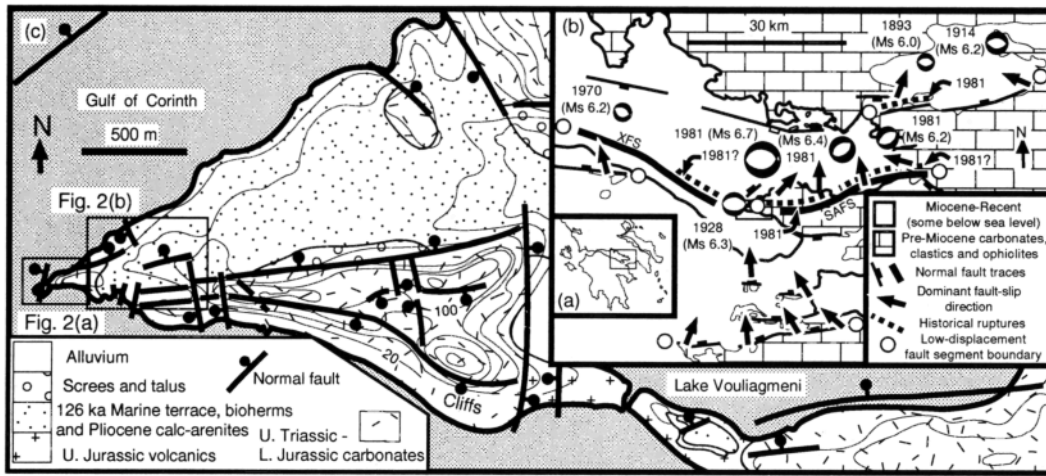 (c)
Gulf of Corinth
N
500 m
Fig. 2(b)
Fig. 2(a)
100
20
Cliffs
Lake Vouliagmeni
Alluvium
Screes and talus
Normal fault
126 ka Marine terrace, bioherms
and Pliocene calc-arenites
U. Triassic -
L. Jurassic carbonates
U. Jurassic volcanics
(b)
30 km
1893
(Ms 6.0)
1914
(Ms 6.2)
1970
(Ms 6.2)
XFS
1981 (Ms 6.7)
1981?
(Ms 6.4)
1981
1981
1981
(Ms 6.2)
1981?
N
SAFS
1928
(Ms 6.3)
1981
(a)
Miocene-Recent
(some below sea level)
Pre-Miocene carbonates,
clastics and ophiolites
Normal fault traces
Dominant fault-slip
direction
Historical ruptures
Low-displacement
fault segment boundary